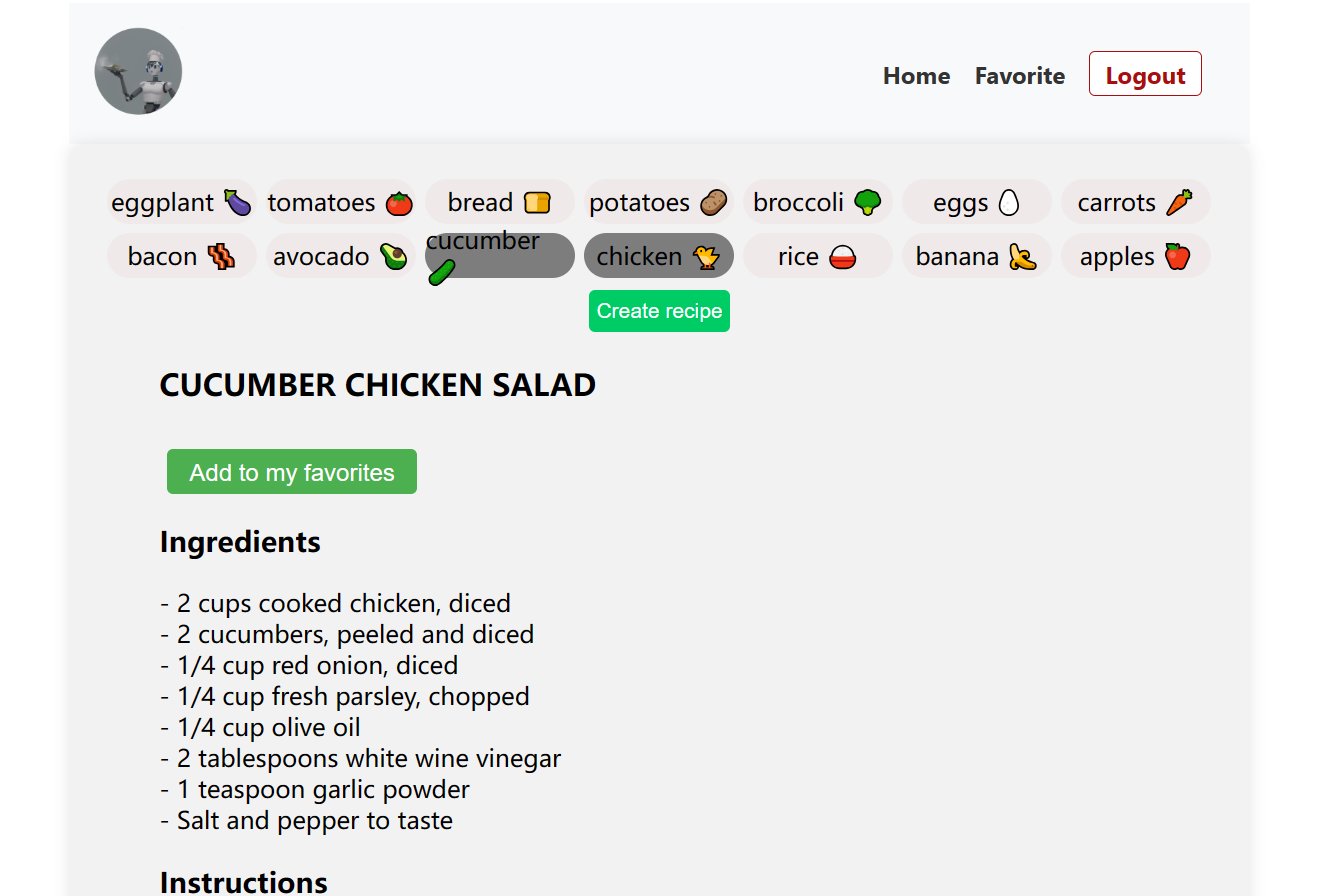 Home Favorite Logout
eggplant 🍆 tomatoes 🍅 bread 🍞 potatoes 🥔 broccoli 🥦 eggs 🥚 carrots 🥕
bacon 🥓 avocado 🥑 cucumber 🥒 chicken 🐤 rice 🍚 banana 🍌 apples 🍎
Create recipe
CUCUMBER CHICKEN SALAD
Add to my favorites
Ingredients
- 2 cups cooked chicken, diced
- 2 cucumbers, peeled and diced
- 1/4 cup red onion, diced
- 1/4 cup fresh parsley, chopped
- 1/4 cup olive oil
- 2 tablespoons white wine vinegar
- 1 teaspoon garlic powder
- Salt and pepper to taste
Instructions